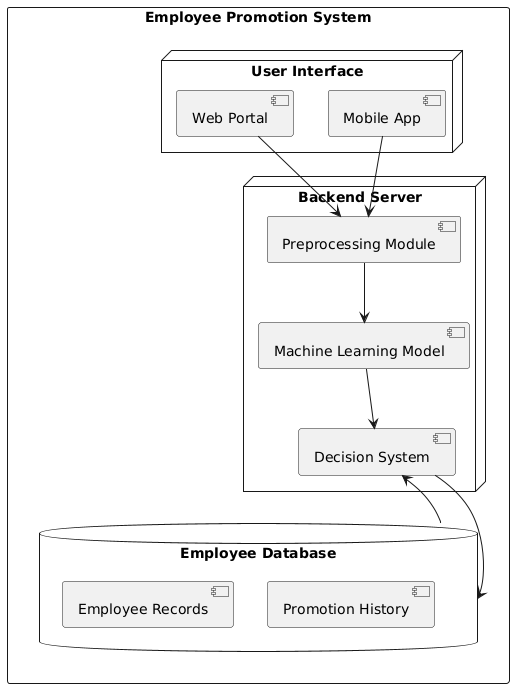 Employee Promotion System
User Interface
Web Portal
Mobile App
Backend Server
Preprocessing Module
Machine Learning Model
Decision System
Employee Database
Employee Records
Promotion History